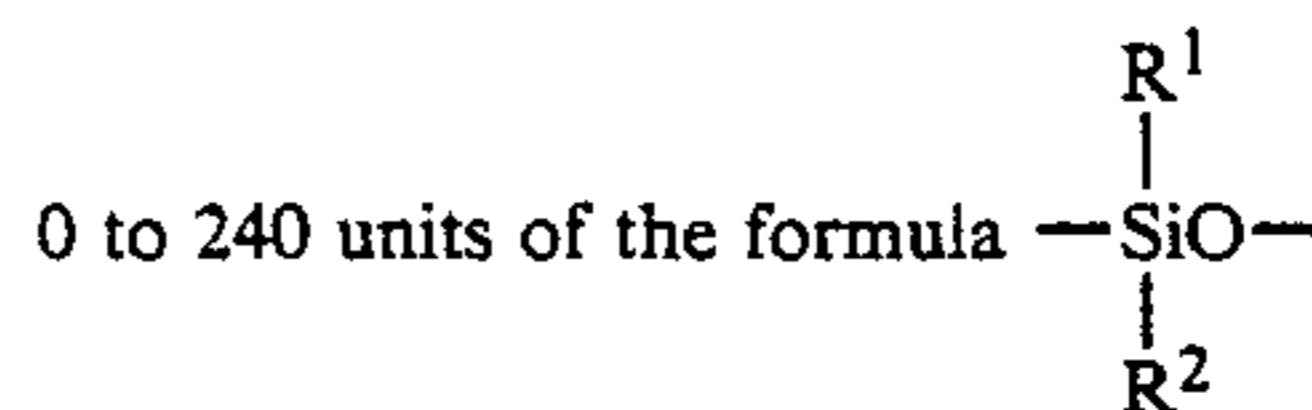 R¹
0 to 240 units of the formula —SiO—
R²